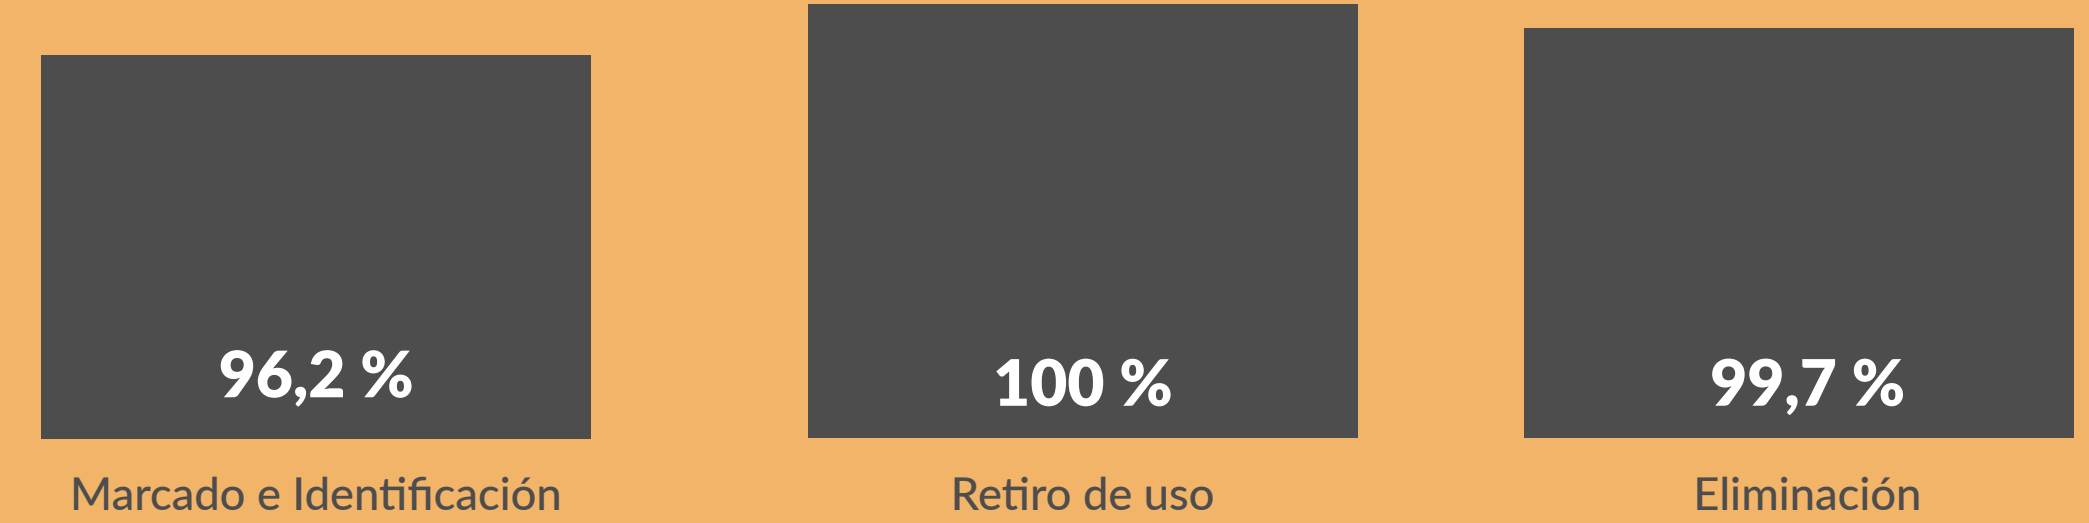 96,2 %
100 %
99,7 %
Marcado e Identificación
Retiro de uso
Eliminación